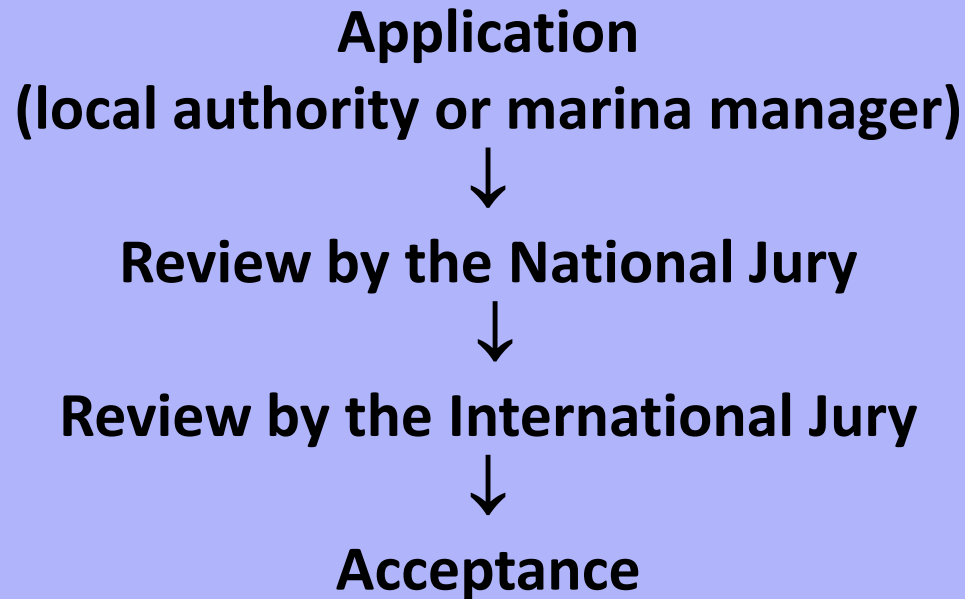 Application
(local authority or marina manager)
↓
Review by the National Jury
↓
Review by the International Jury
↓
Acceptance